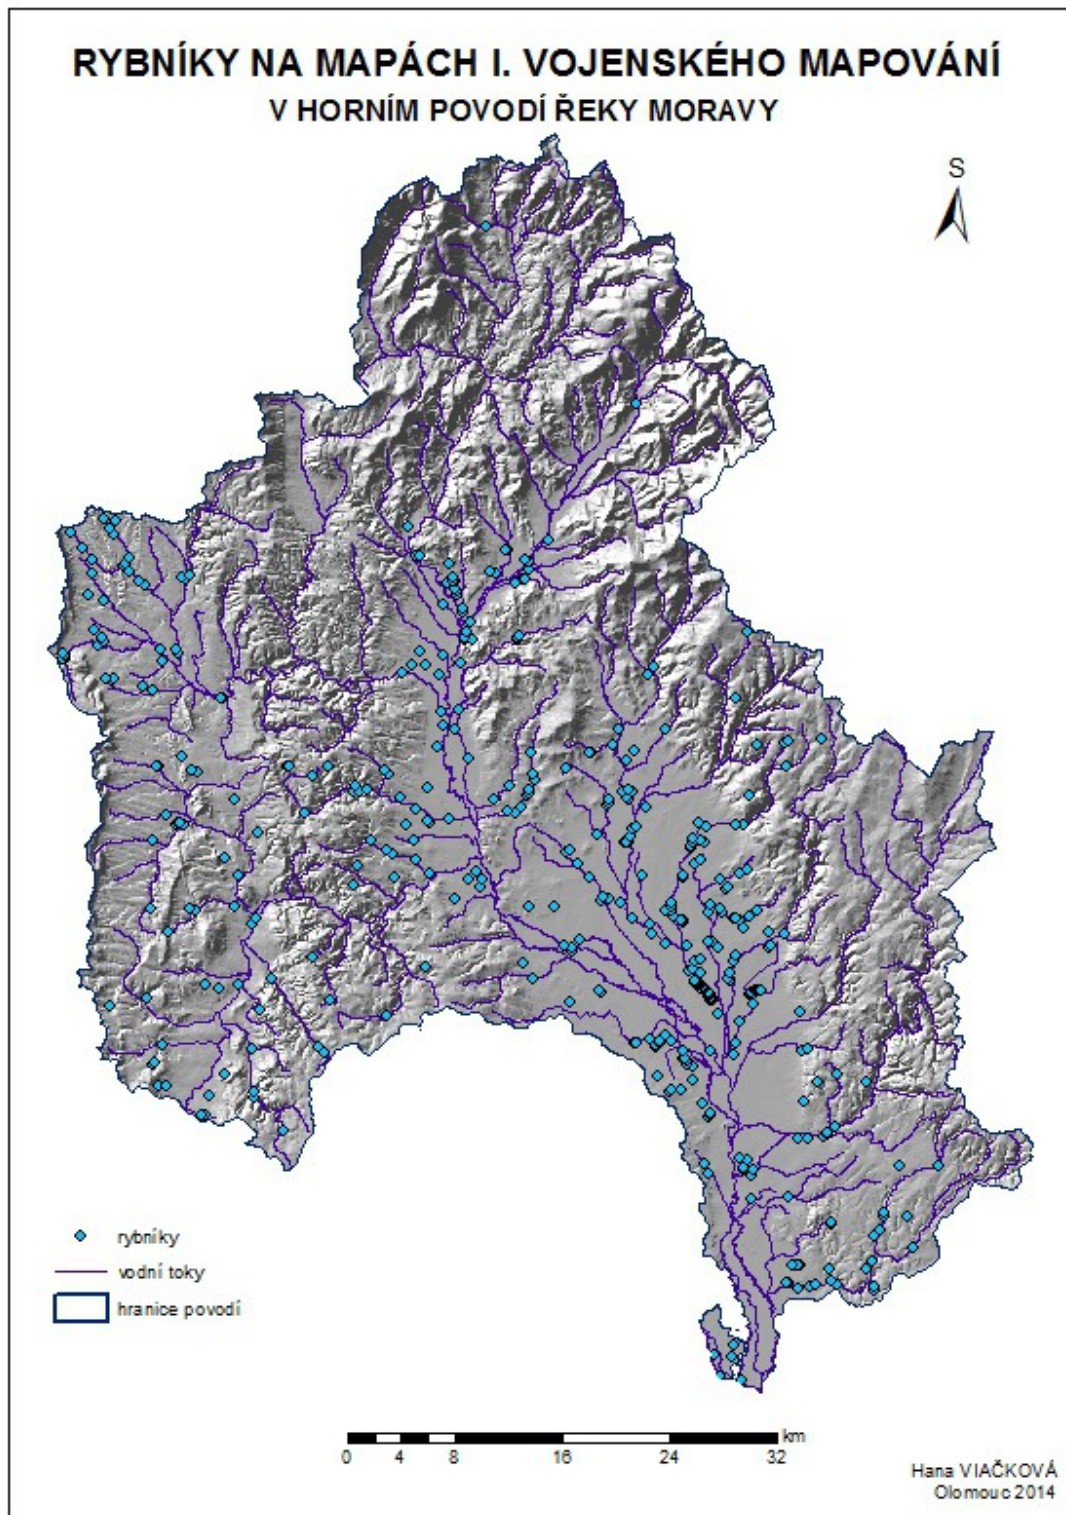 RYBNÍKY NA MAPÁCH I. VOJENSKÉHO MAPOVÁNÍ
V HORNÍM POVODÍ ŘEKY MORAVY
S
rybníky
vodní toky
hranice povodí
km
0 4 8 16 24 32
Hana VIAČKOVÁ
Olomouc 2014